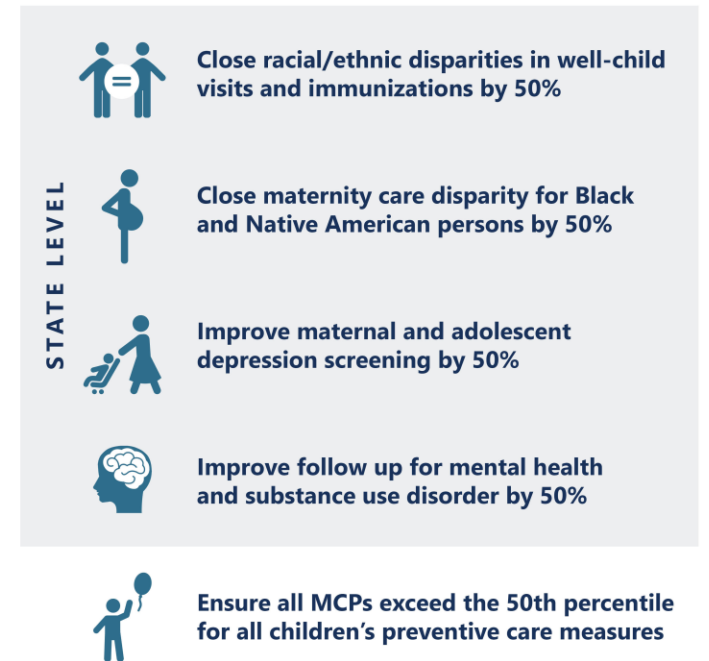 STATE LEVEL
Close racial/ethnic disparities in well-child
visits and immunizations by 50%
Close maternity care disparity for Black
and Native American persons by 50%
Improve maternal and adolescent
depression screening by 50%
Improve follow up for mental health
and substance use disorder by 50%
Ensure all MCPs exceed the 50th percentile
for all children’s preventive care measures